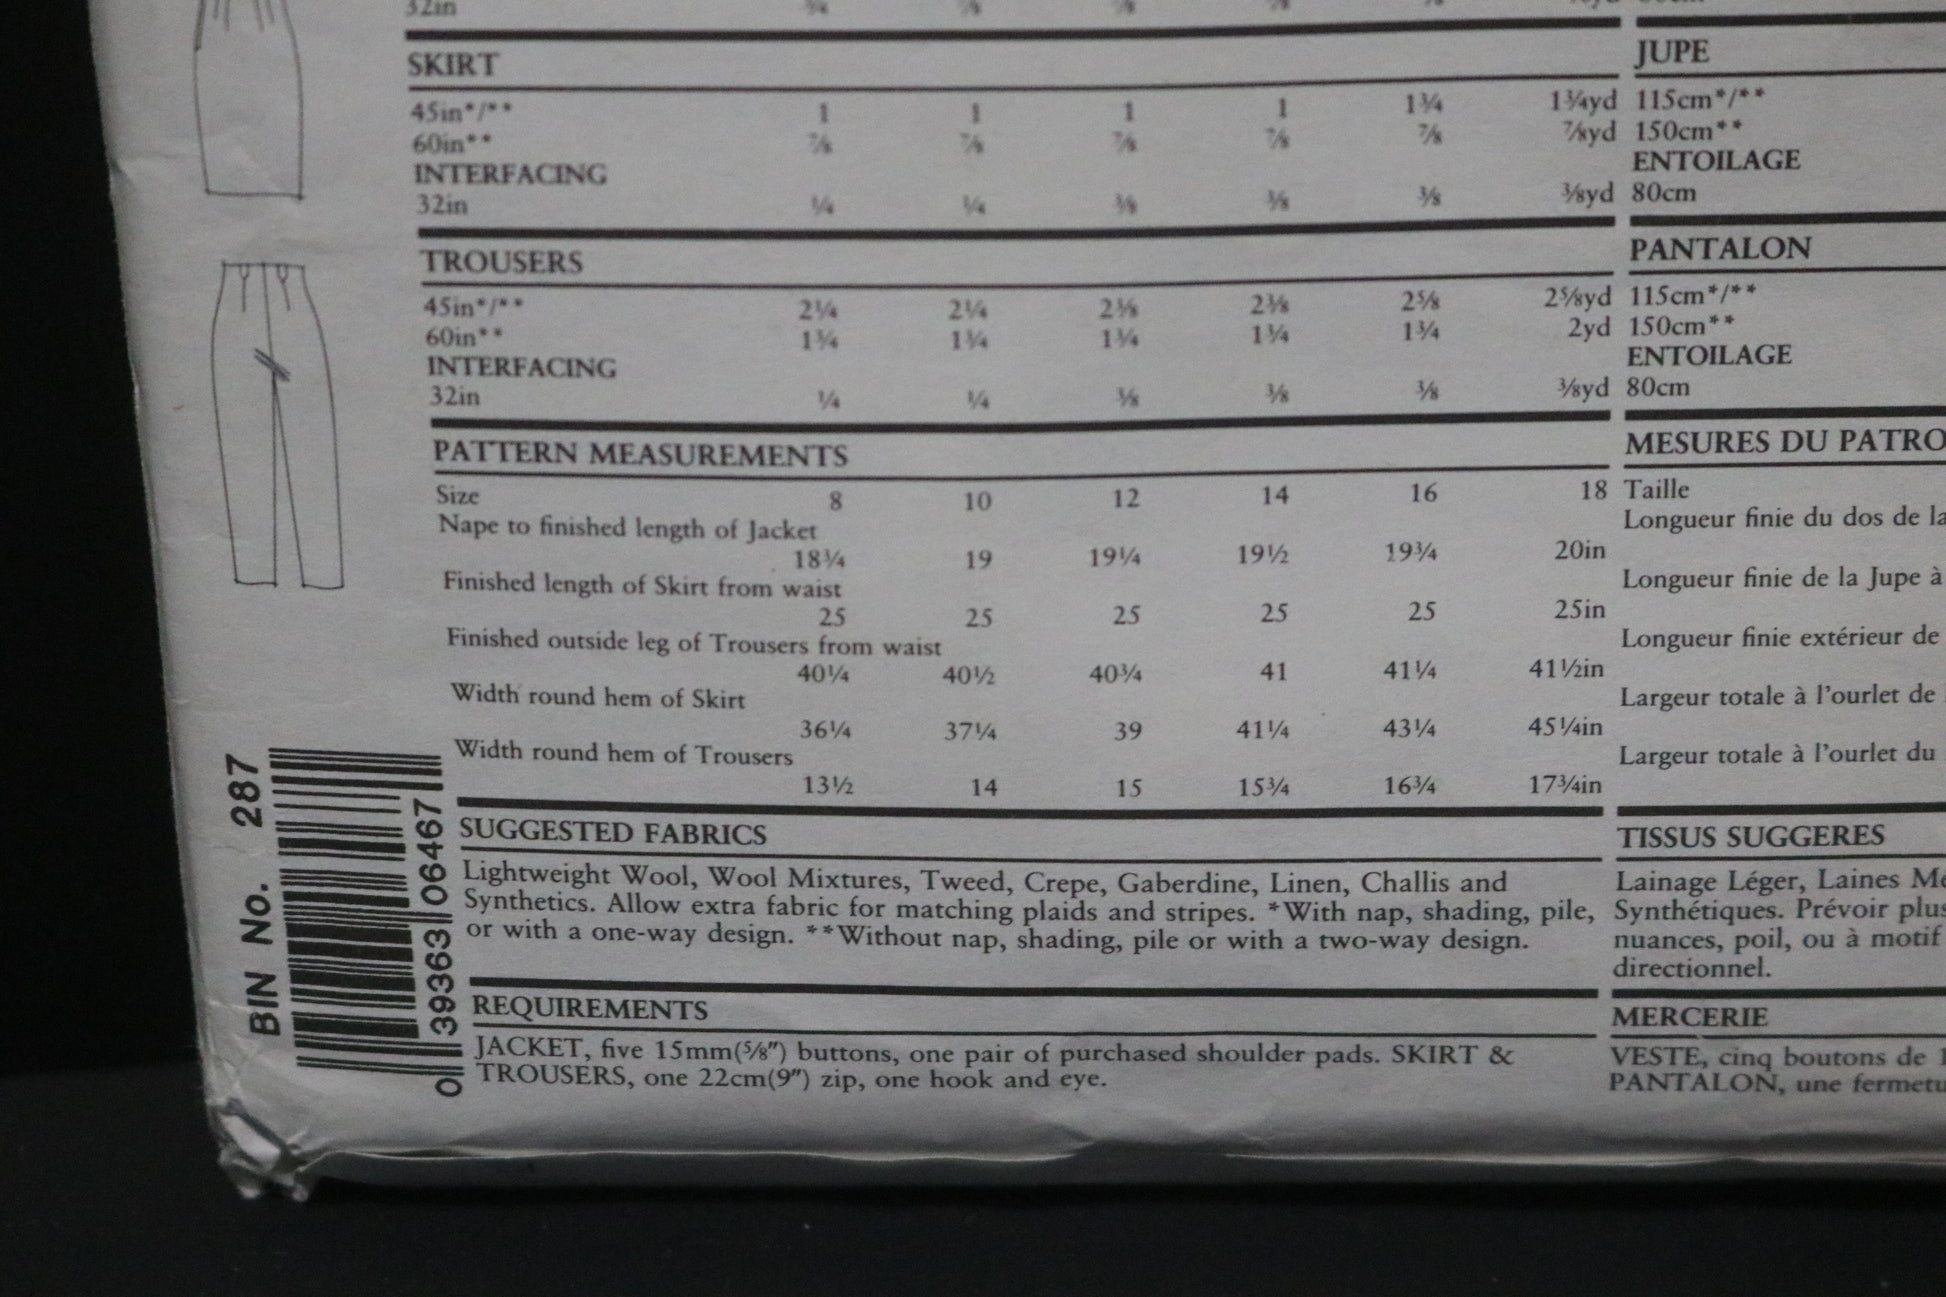 32in
SKIRT
45in*/** 1 1 1 1 1¾ 1¾yd
60in** ⅞ ⅞ ⅞ ⅞ ⅞ ⅞yd
INTERFACING
32in ¼ ¼ ⅜ ⅜ ⅜ ⅜yd
TROUSERS
45in*/** 2¼ 2¼ 2⅜ 2⅜ 2⅝ 2⅝yd
60in** 1¾ 1¾ 1¾ 1¾ 1¾ 2yd
INTERFACING
32in ¼ ¼ ⅜ ⅜ ⅜ ⅜yd
PATTERN MEASUREMENTS
Size 8 10 12 14 16 18
Nape to finished length of Jacket
18¾ 19 19¼ 19½ 19¾ 20in
Finished length of Skirt from waist
25 25 25 25 25 25in
Finished outside leg of Trousers from waist
40¼ 40½ 40¾ 41 41¼ 41½in
Width round hem of Skirt
36¼ 37¼ 39 41¼ 43¼ 45¼in
Width round hem of Trousers
13½ 14 15 15¾ 16¾ 17¾in
SUGGESTED FABRICS
Lightweight Wool, Wool Mixtures, Tweed, Crepe, Gaberdine, Linen, Challis and
Synthetics. Allow extra fabric for matching plaids and stripes. *With nap, shading, pile,
or with a one-way design. **Without nap, shading, pile or with a two-way design.
REQUIREMENTS
JACKET, five 15mm(⅝″) buttons, one pair of purchased shoulder pads. SKIRT &
TROUSERS, one 22cm(9″) zip, one hook and eye.
JUPE
115cm*/**
150cm**
ENTOILAGE
80cm
PANTALON
115cm*/**
150cm**
ENTOILAGE
80cm
MESURES DU PATRO
Taille
Longueur finie du dos de la
Longueur finie de la Jupe à
Longueur finie extérieur de
Largeur totale à l'ourlet de
Largeur totale à l'ourlet du
TISSUS SUGGERES
Lainage Léger, Laines Mé
Synthétiques. Prévoir plus
nuances, poil, ou à motif
directionnel.
MERCERIE
VESTE, cinq boutons de 1
PANTALON, une fermetu
BIN No. 287
0 39363 06467